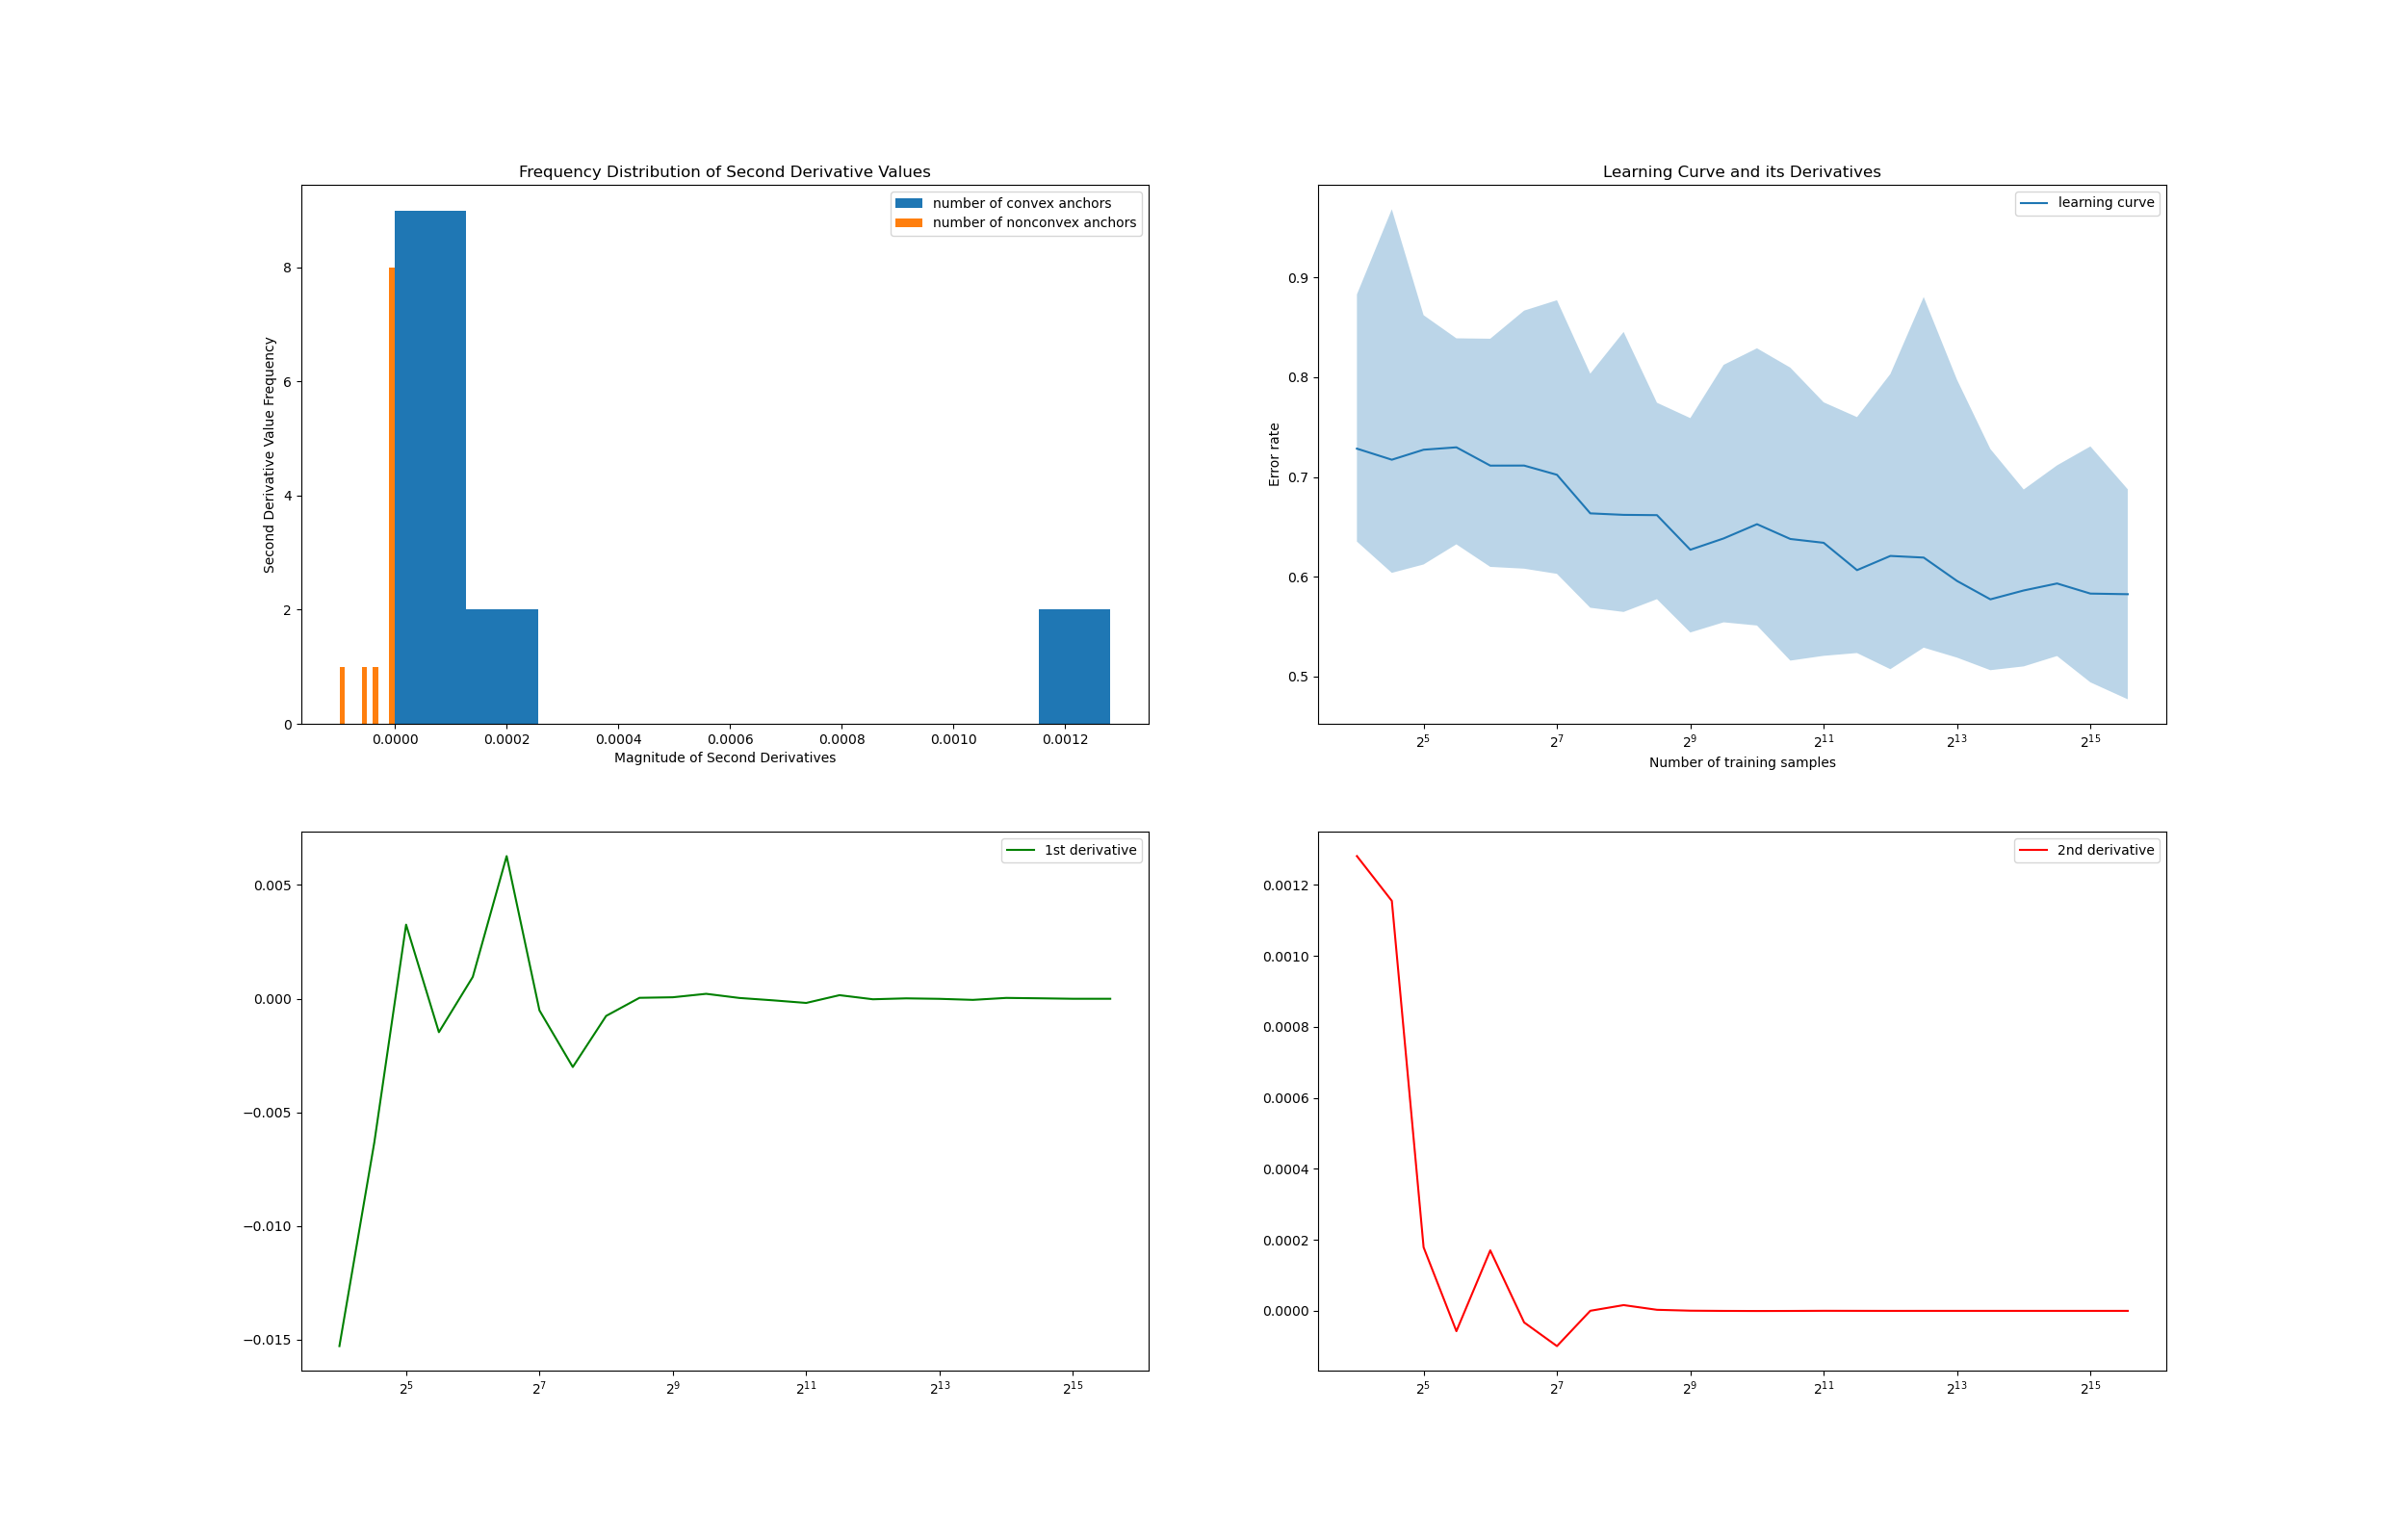 Frequency Distribution of Second Derivative Values
number of convex anchors
number of nonconvex anchors
Second Derivative Value Frequency
8
6
4
2
0
0.0000 0.0002 0.0004 0.0006 0.0008 0.0010 0.0012
Magnitude of Second Derivatives
Learning Curve and its Derivatives
learning curve
Error rate
0.9
0.8
0.7
0.6
0.5
2^5 2^7 2^9 2^11 2^13 2^15
Number of training samples
1st derivative
0.005
0.000
−0.005
−0.010
−0.015
2^5 2^7 2^9 2^11 2^13 2^15
2nd derivative
0.0012
0.0010
0.0008
0.0006
0.0004
0.0002
0.0000
2^5 2^7 2^9 2^11 2^13 2^15